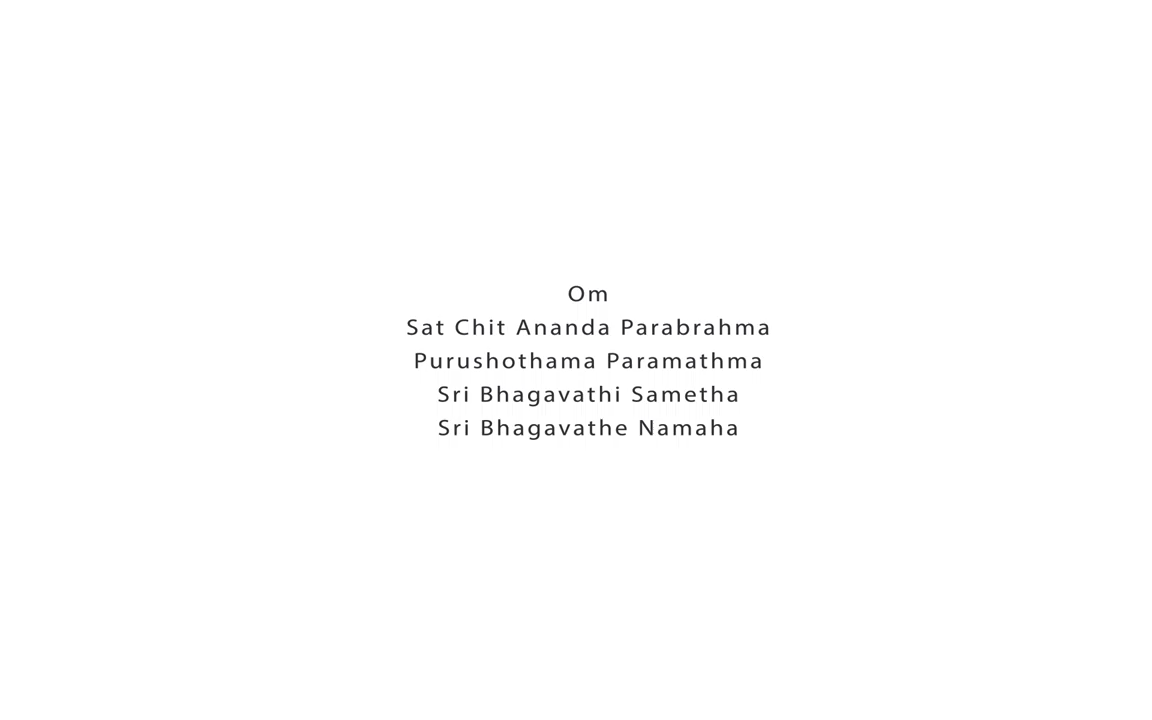 Om
Sat Chit Ananda Parabrahma
Purushothama Paramathma
Sri Bhagavathi Sametha
Sri Bhagavathe Namaha